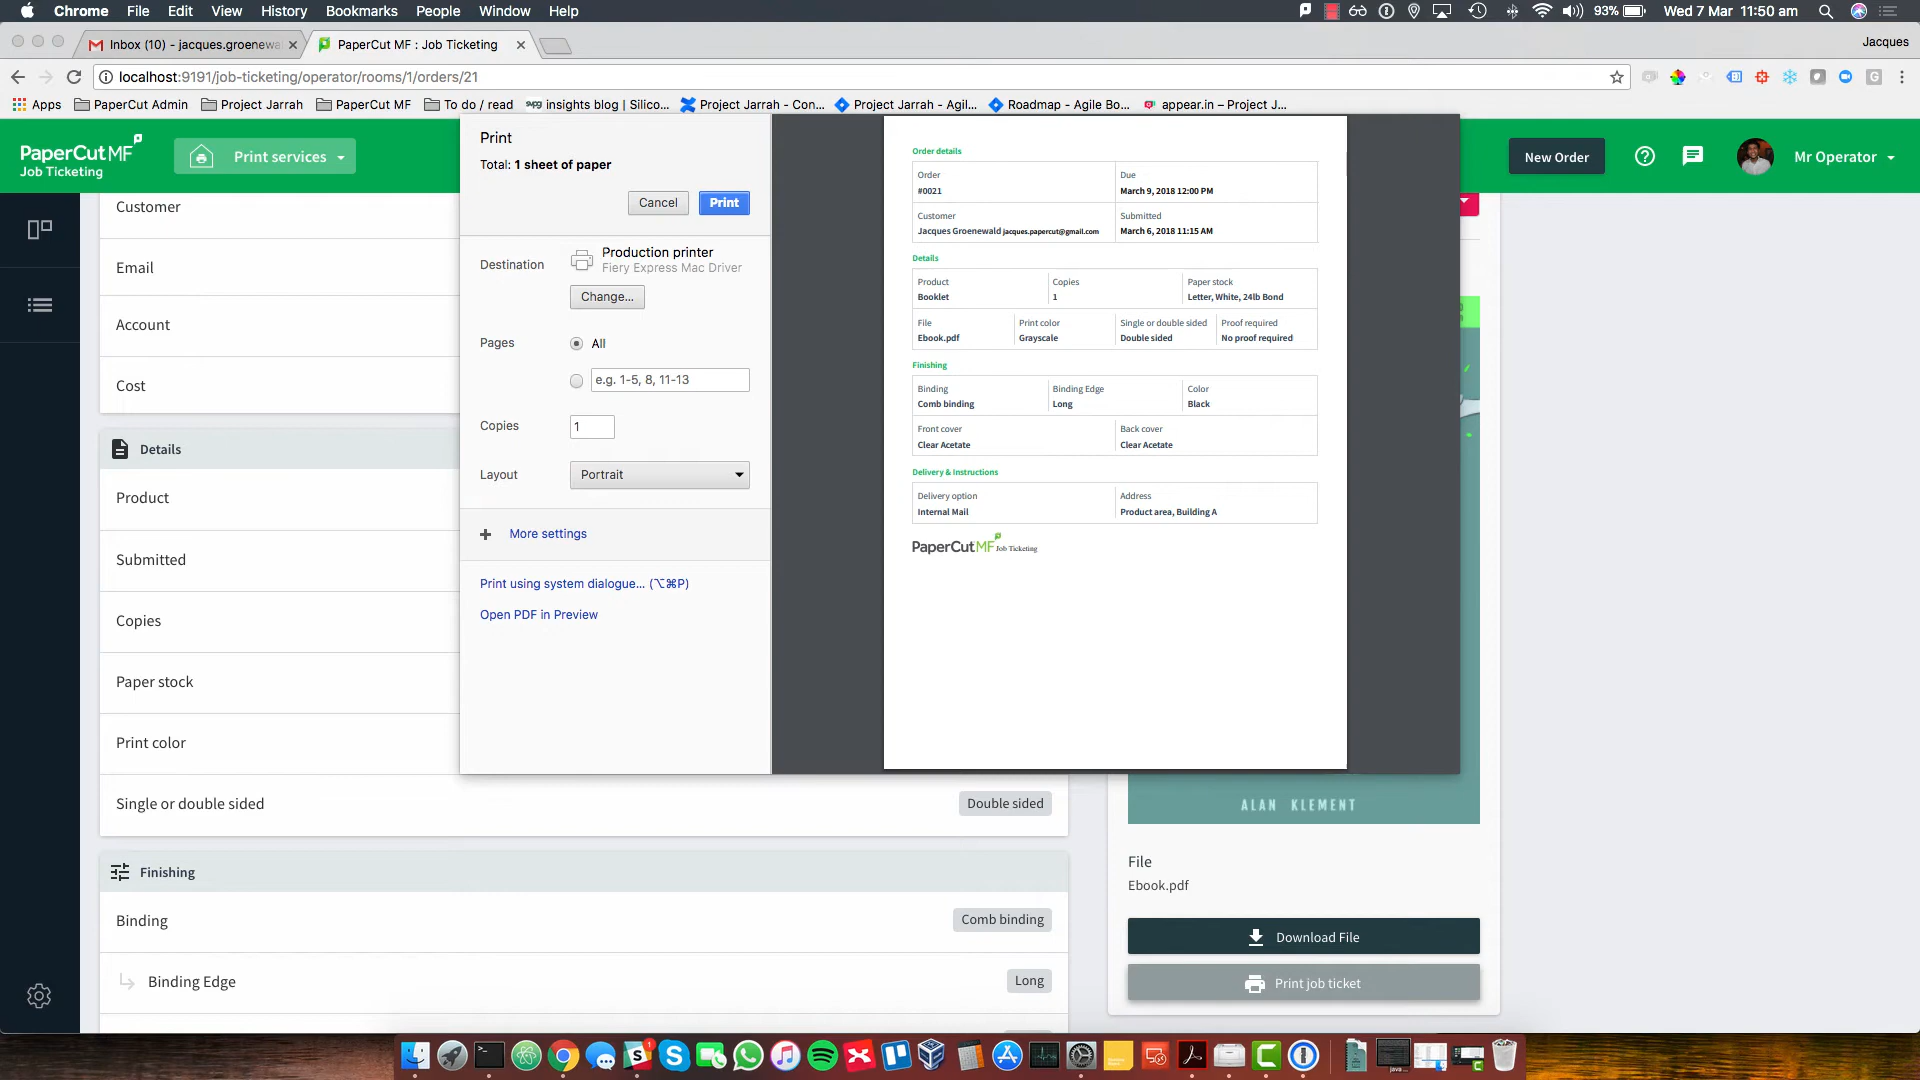 Chrome File Edit View History Bookmarks People Window Help
93% Wed 7 Mar 11:50 am
Inbox (10) - jacques.groenewal
PaperCut MF : Job Ticketing
Jacques
localhost:9191/job-ticketing/operator/rooms/1/orders/21
Apps PaperCut Admin Project Jarrah PaperCut MF To do / read insights blog | Silico... Project Jarrah - Con... Project Jarrah - Agil... Roadmap - Agile Bo... appear.in – Project J...
PaperCut MF
Job Ticketing
Print services
New Order
Mr Operator
Customer
Email
Account
Cost
Details
Product
Submitted
Copies
Paper stock
Print color
Single or double sided
Double sided
Finishing
Binding
Comb binding
Binding Edge
Long
Print
Total: 1 sheet of paper
Cancel
Print
Destination
Production printer
Fiery Express Mac Driver
Change...
Pages
All
e.g. 1-5, 8, 11-13
Copies
1
Layout
Portrait
More settings
Print using system dialogue... (⌥⌘P)
Open PDF in Preview
Order details
Order Due
#0021 March 9, 2018 12:00 PM
Customer Submitted
Jacques Groenewald jacques.papercut@gmail.com March 6, 2018 11:15 AM
Details
Product Copies Paper stock
Booklet 1 Letter, White, 24lb Bond
File Print color Single or double sided Proof required
Ebook.pdf Grayscale Double sided No proof required
Finishing
Binding Binding Edge Color
Comb binding Long Black
Front cover Back cover
Clear Acetate Clear Acetate
Delivery & Instructions
Delivery option Address
Internal Mail Product area, Building A
PaperCut MF Job Ticketing
ALAN KLEMENT
File
Ebook.pdf
Download File
Print job ticket